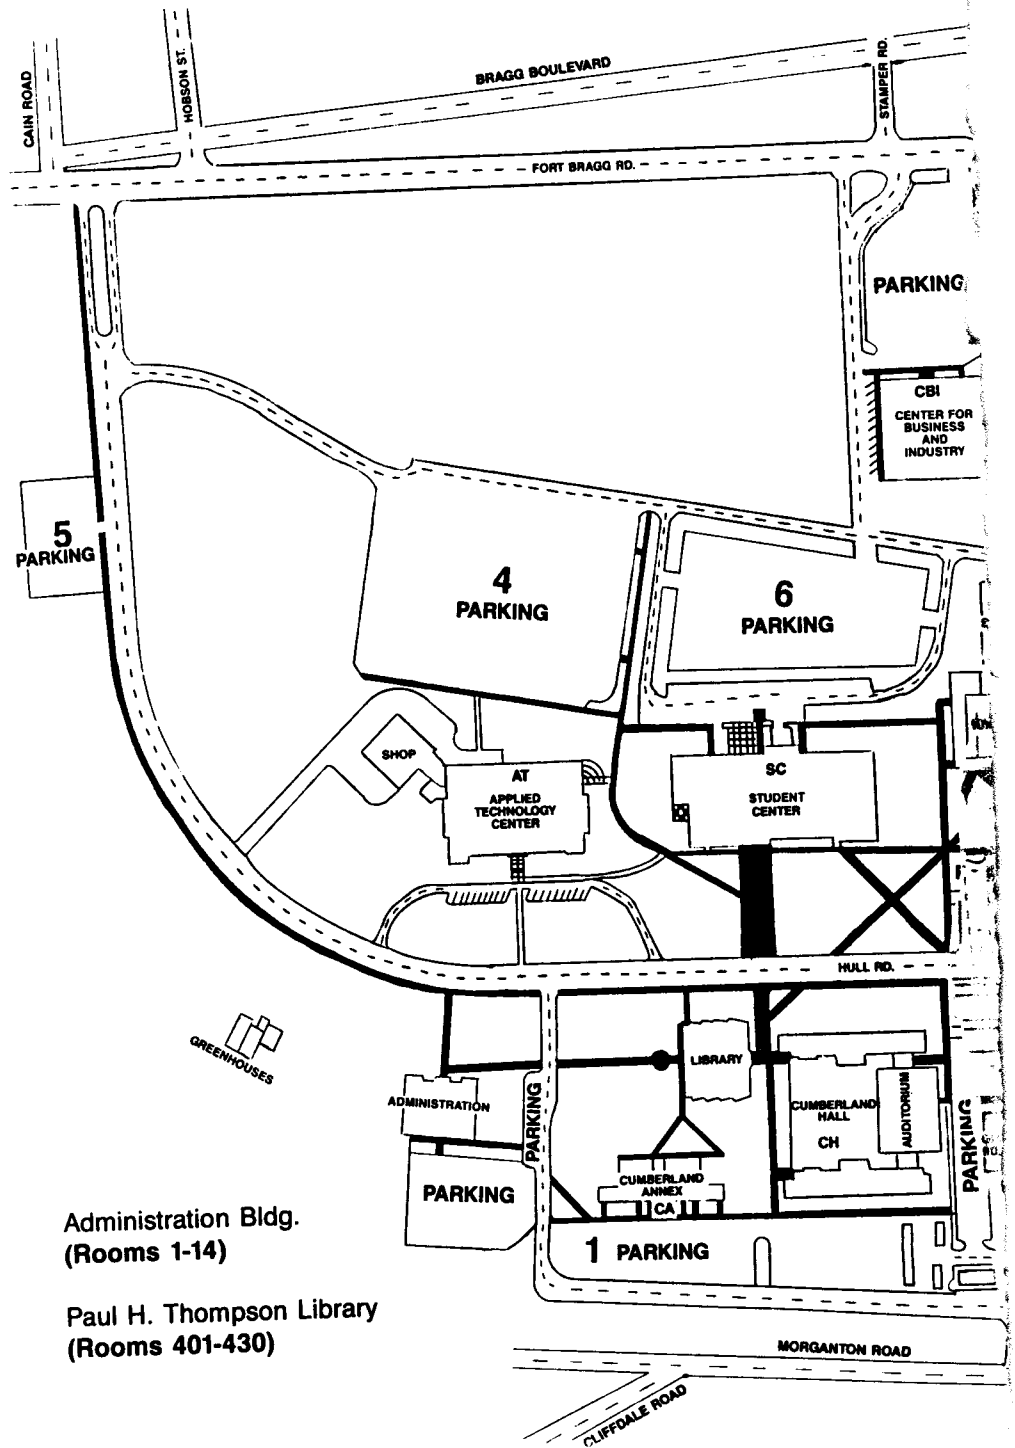 CAIN ROAD
HOBSON ST.
BRAGG BOULEVARD
STAMPER RD.
FORT BRAGG RD.
PARKING
CBI
CENTER FOR
BUSINESS
AND
INDUSTRY
5
PARKING
4
PARKING
6
PARKING
SHOP
AT
APPLIED
TECHNOLOGY
CENTER
SC
STUDENT
CENTER
HULL RD.
GREENHOUSES
LIBRARY
ADMINISTRATION
PARKING
CUMBERLAND
HALL
CH
AUDITORIUM
PARKING
PARKING
CUMBERLAND
ANNEX
CA
1 PARKING
Administration Bldg.
(Rooms 1-14)
Paul H. Thompson Library
(Rooms 401-430)
MORGANTON ROAD
CLIFFDALE ROAD